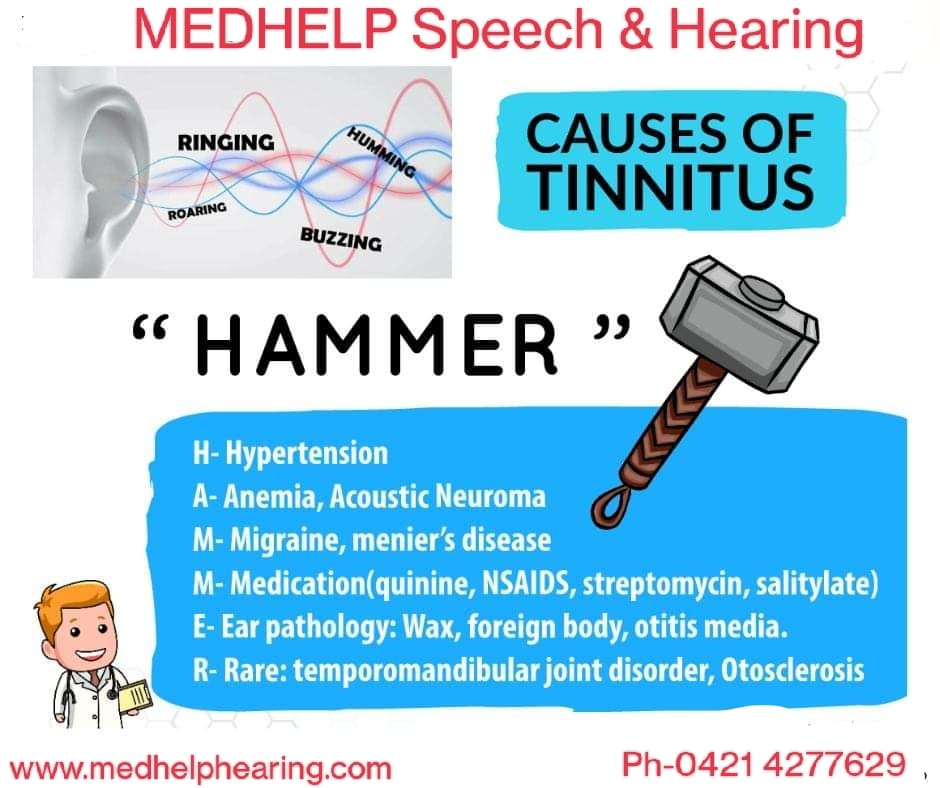 MEDHELP Speech & Hearing
RINGING
HUMMING
ROARING
BUZZING
CAUSES OF
TINNITUS
“ HAMMER ”
H- Hypertension
A- Anemia, Acoustic Neuroma
M- Migraine, menier’s disease
M- Medication(quinine, NSAIDS, streptomycin, salitylate)
E- Ear pathology: Wax, foreign body, otitis media.
R- Rare: temporomandibular joint disorder, Otosclerosis
www.medhelphearing.com
Ph-0421 4277629